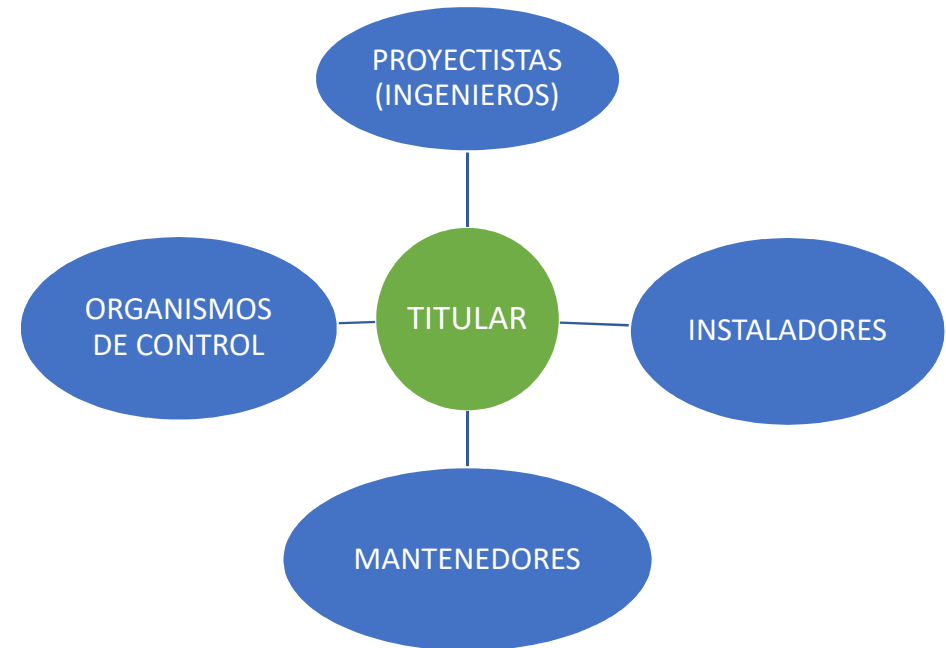 PROYECTISTAS
(INGENIEROS)
ORGANISMOS
DE CONTROL
TITULAR
INSTALADORES
MANTENEDORES